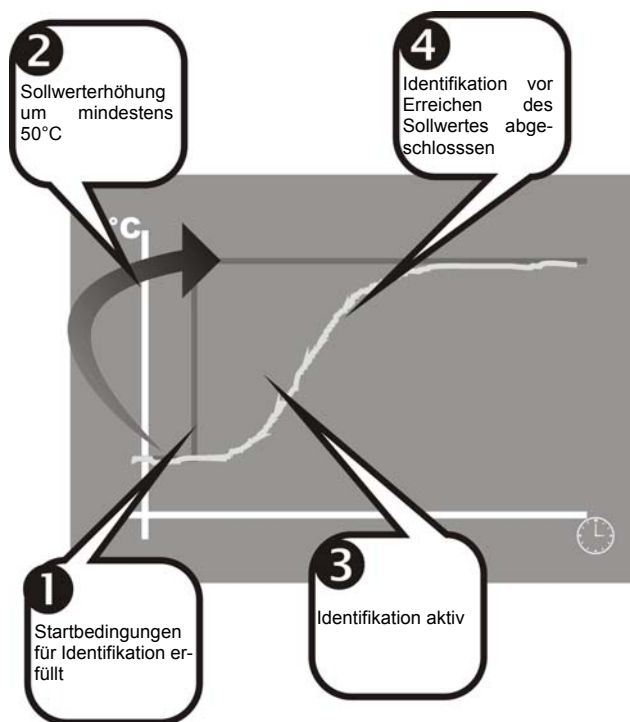 2
Sollwerterhöhung
um mindestens
50°C
4
Identifikation vor
Erreichen des
Sollwertes abge-
schlosssen
°C
1
Startbedingungen
für Identifikation er-
füllt
3
Identifikation aktiv